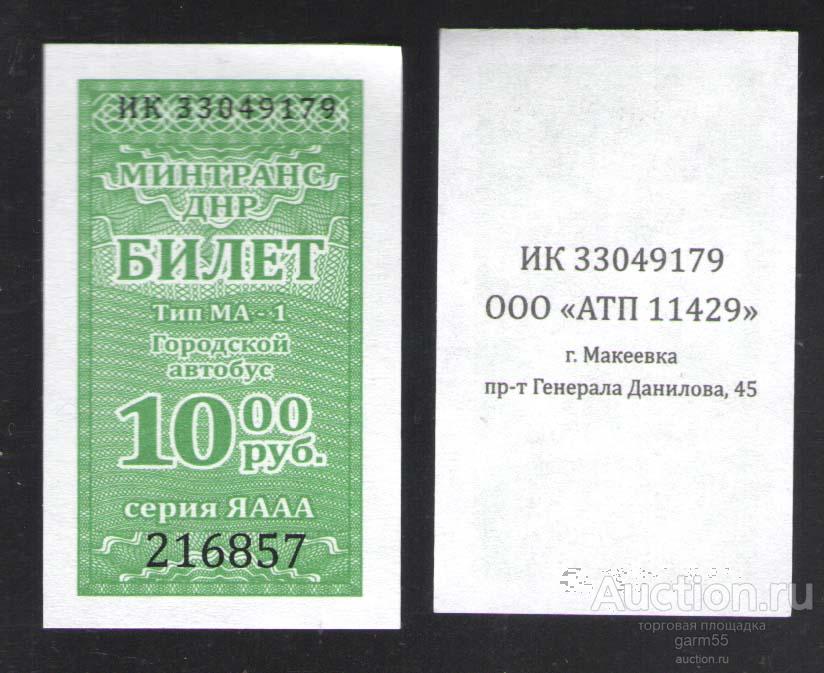 ИК 33049179
МИНТРАНС
ДНР
БИЛЕТ
Тип МА - 1
Городской
автобус
10 00
руб.
серия ЯААА
216857
ИК 33049179
ООО «АТП 11429»
г. Макеевка
пр-т Генерала Данилова, 45
Auction.ru
торговая площадка
garm55
auction.ru